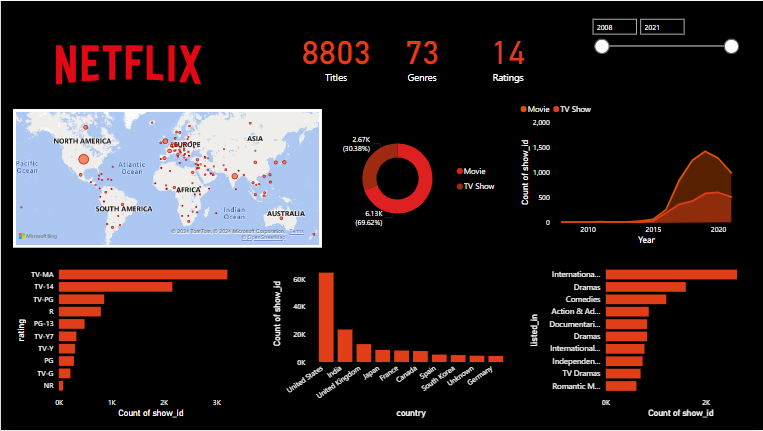 NETFLIX
8803
Titles
73
Genres
14
Ratings
2008
2021
NORTH AMERICA
EUROPE
ASIA
Pacific
Ocean
Atlantic
Ocean
AFRICA
SOUTH AMERICA
Indian
Ocean
AUSTRALIA
Microsoft Bing
© 2024 TomTom, © 2024 Microsoft Corporation, Terms
© OpenStreetMap
2.67K
(30.38%)
6.13K
(69.62%)
Movie
TV Show
Movie TV Show
Count of show_id
2,000
1,500
1,000
500
0
2010
2015
2020
Year
rating
TV-MA
TV-14
TV-PG
R
PG-13
TV-Y7
TV-Y
PG
TV-G
NR
0K
1K
2K
3K
Count of show_id
Count of show_id
60K
40K
20K
0K
United States
India
United Kingdom
Japan
France
Canada
Spain
South Korea
Unknown
Germany
country
listed_in
Internationa...
Dramas
Comedies
Action & Ad...
Documentari...
Dramas
International...
Independen...
TV Dramas
Romantic M...
0K
2K
Count of show_id